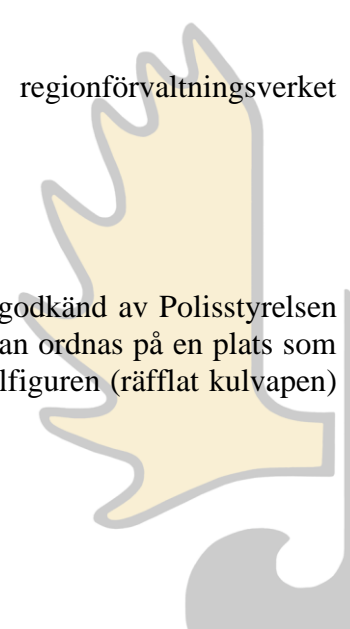 regionförvaltningsverket
godkänd av Polisstyrelsen
an ordnas på en plats som
lfiguren (räfflat kulvapen)